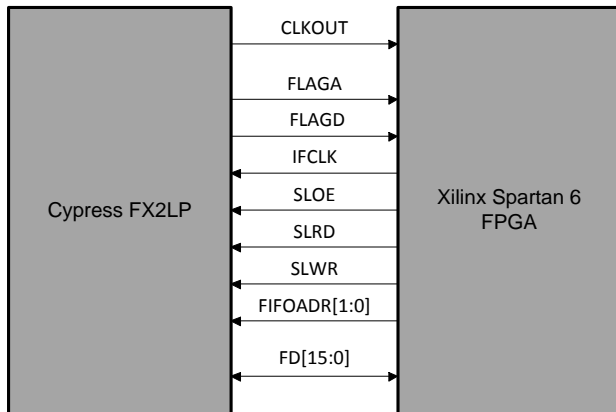 CLKOUT
FLAGA
FLAGD
IFCLK
SLOE
SLRD
SLWR
FIFOADR[1:0]
FD[15:0]
Cypress FX2LP
Xilinx Spartan 6
FPGA